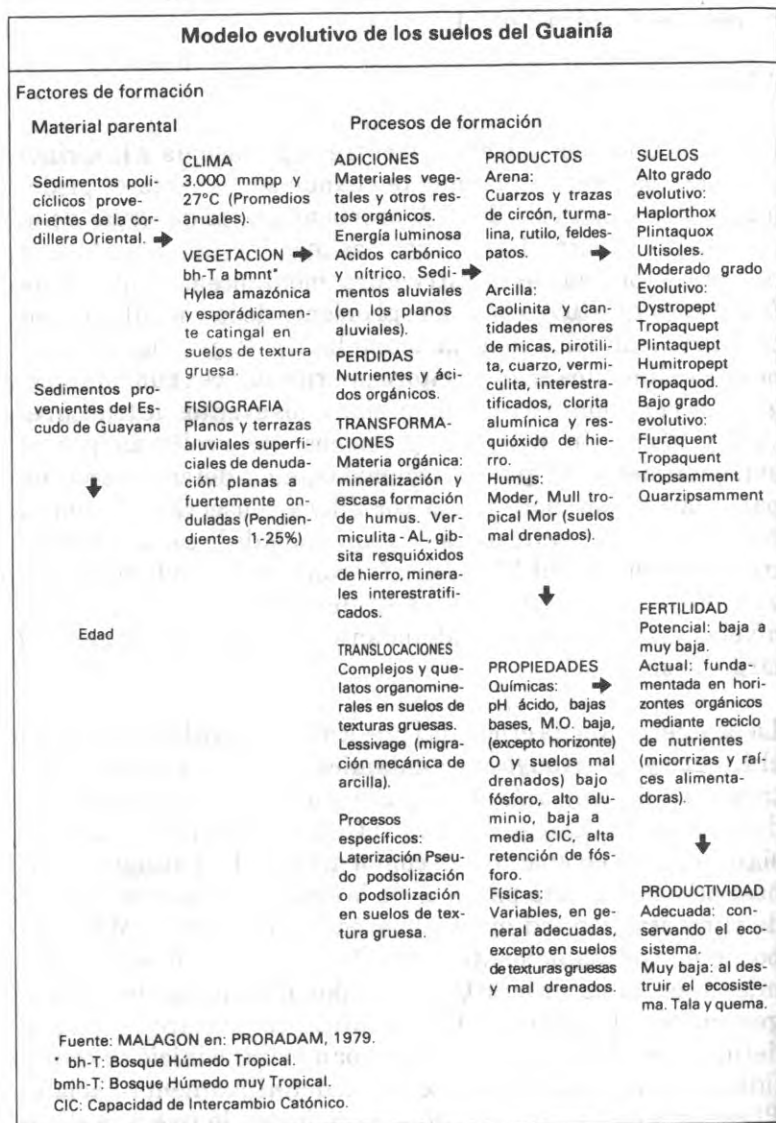 Modelo evolutivo de los suelos del Guainía
Factores de formación
Material parental
Sedimentos poli-
cíclicos prove-
nientes de la cor-
dillera Oriental.
Sedimentos pro-
venientes del Es-
cudo de Guayana
Edad
CLIMA
3.000 mmpp y
27°C (Promedios
anuales).
VEGETACION
bh-T a bmnt*
Hylea amazónica
y esporádicamen-
te catingal en
suelos de textura
gruesa.
FISIOGRAFIA
Planos y terrazas
aluviales superfi-
ciales de denuda-
ción planas a
fuertemente on-
duladas (Pendien-
dientes 1-25%)
Procesos de formación
ADICIONES
Materiales vege-
tales y otros res-
tos orgánicos.
Energía luminosa
Acidos carbónico
y nítrico. Sedi-
mentos aluviales
(en los planos
aluviales).
PERDIDAS
Nutrientes y áci-
dos orgánicos.
TRANSFORMA-
CIONES
Materia orgánica:
mineralización y
escasa formación
de humus. Ver-
miculita - AL, gib-
sita resquióxidos
de hierro, minera-
les interestratifi-
cados.
TRANSLOCACIONES
Complejos y que-
latos organomine-
rales en suelos de
texturas gruesas.
Lessivage (migra-
ción mecánica de
arcilla).
Procesos
específicos:
Laterización Pseu-
do podsolización
o podsolización
en suelos de tex-
tura gruesa.
PRODUCTOS
Arena:
Cuarzos y trazas
de circón, turma-
lina, rutilo, feldes-
patos.
Arcilla:
Caolinita y can-
tidades menores
de micas, pirotili-
ta, cuarzo, vermi-
culita, interestra-
tificados, clorita
alumínica y res-
quióxido de hie-
rro.
Humus:
Moder, Mull tro-
pical Mor (suelos
mal drenados).
PROPIEDADES
Químicas:
pH ácido, bajas
bases, M.O. baja,
(excepto horizonte)
O y suelos mal
drenados) bajo
fósforo, alto alu-
minio, baja a
media CIC, alta
retención de fós-
foro.
Físicas:
Variables, en ge-
neral adecuadas,
excepto en suelos
de texturas gruesas
y mal drenados.
SUELOS
Alto grado
evolutivo:
Haplorthox
Plintaquox
Ultisoles.
Moderado grado
Evolutivo:
Dystropept
Tropaquept
Plintaquept
Humitropept
Tropaquod.
Bajo grado
evolutivo:
Fluraquent
Tropaquent
Tropsamment
Quarzipsamment
FERTILIDAD
Potencial: baja a
muy baja.
Actual: funda-
mentada en hori-
zontes orgánicos
mediante reciclo
de nutrientes
(micorrizas y raí-
ces alimenta-
doras).
PRODUCTIVIDAD
Adecuada: con-
servando el eco-
sistema.
Muy baja: al des-
truir el ecosiste-
ma. Tala y quema.
Fuente: MALAGON en: PRORADAM, 1979.
* bh-T: Bosque Húmedo Tropical.
bmh-T: Bosque Húmedo muy Tropical.
CIC: Capacidad de Intercambio Catónico.